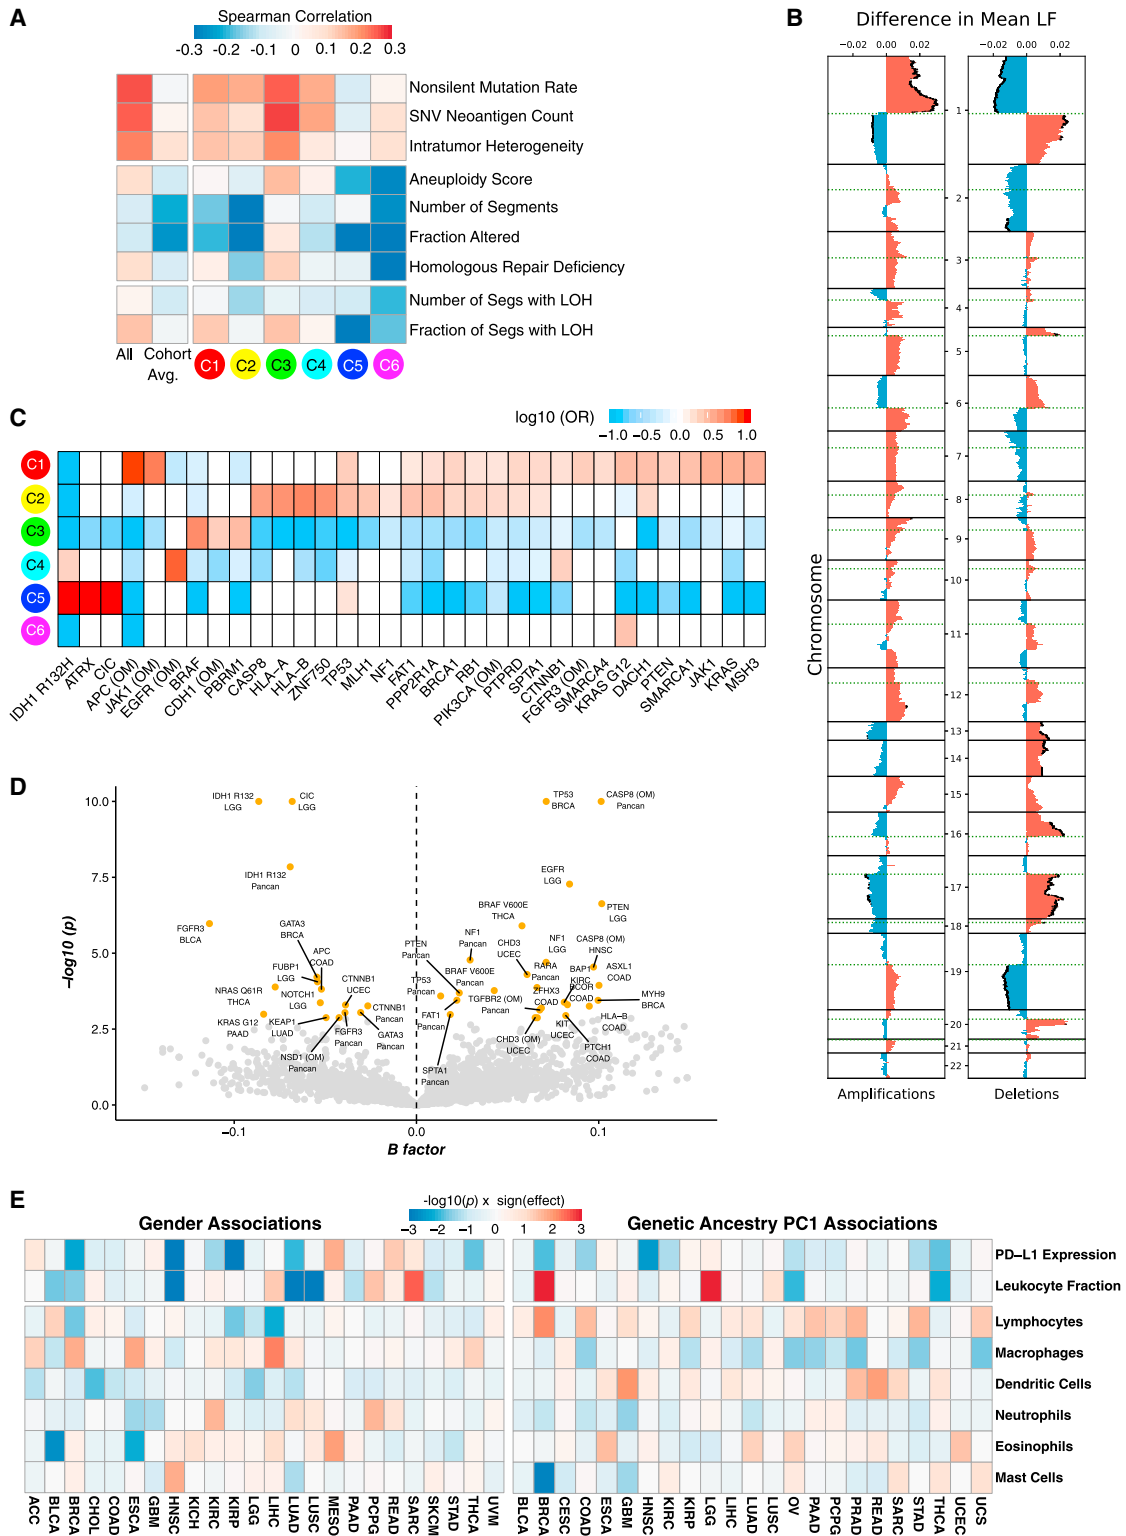 A
Spearman Correlation
-0.3 -0.2 -0.1 0 0.1 0.2 0.3
Nonsilent Mutation Rate
SNV Neoantigen Count
Intratumor Heterogeneity
Aneuploidy Score
Number of Segments
Fraction Altered
Homologous Repair Deficiency
Number of Segs with LOH
Fraction of Segs with LOH
All Cohort Avg. C1 C2 C3 C4 C5 C6
B
Difference in Mean LF
−0.02 0.00 0.02 −0.02 0.00 0.02
Chromosome
1
2
3
4
5
6
7
8
9
10
11
12
13
14
15
16
17
18
19
20
21
22
Amplifications Deletions
C
log10 (OR)
−1.0 −0.5 0.0 0.5 1.0
C1
C2
C3
C4
C5
C6
IDH1 R132H
ATRX
CIC
APC (OM)
JAK1 (OM)
EGFR (OM)
BRAF
CDH1 (OM)
PBRM1
CASP8
HLA−A
HLA−B
ZNF750
TP53
MLH1
NF1
FAT1
PPP2R1A
BRCA1
RB1
PIK3CA (OM)
PTPRD
SPTA1
CTNNB1
FGFR3 (OM)
SMARCA4
KRAS G12
DACH1
PTEN
SMARCA1
JAK1
KRAS
MSH3
D
−log10 (p)
10.0
7.5
5.0
2.5
0.0
−0.1 0.0 0.1
B factor
IDH1 R132
LGG
CIC
LGG
TP53
BRCA
CASP8 (OM)
Pancan
IDH1 R132
Pancan
EGFR
LGG
PTEN
LGG
FGFR3
BLCA
BRAF V600E
THCA
GATA3
BRCA
APC
COAD
NF1
Pancan
PTEN
Pancan
CHD3
UCEC
NF1
LGG
CASP8 (OM)
HNSC
FUBP1
LGG
CTNNB1
UCEC
TP53
Pancan
BRAF V600E
Pancan
RARA
Pancan
BAP1
KIRC
ASXL1
COAD
NRAS Q61R
THCA
NOTCH1
LGG
TGFBR2 (OM)
Pancan
ZFHX3
COAD
BCOR
COAD
MYH9
BRCA
KRAS G12
PAAD
KEAP1
LUAD
CTNNB1
Pancan
FAT1
Pancan
HLA−B
COAD
NSD1 (OM)
Pancan
FGFR3
Pancan
GATA3
Pancan
SPTA1
Pancan
CHD3 (OM)
UCEC
KIT
UCEC
PTCH1
COAD
E
-log10(p) x sign(effect)
−3 −2 −1 0 1 2 3
Gender Associations
Genetic Ancestry PC1 Associations
PD−L1 Expression
Leukocyte Fraction
Lymphocytes
Macrophages
Dendritic Cells
Neutrophils
Eosinophils
Mast Cells
ACC
BLCA
BRCA
CHOL
COAD
ESCA
GBM
HNSC
KICH
KIRC
KIRP
LGG
LIHC
LUAD
LUSC
MESO
PAAD
PCPG
READ
SARC
SKCM
STAD
THCA
UVM
BLCA
BRCA
CESC
COAD
ESCA
GBM
HNSC
KIRC
KIRP
LGG
LIHC
LUAD
LUSC
OV
PAAD
PCPG
PRAD
READ
SARC
STAD
THCA
UCEC
UCS